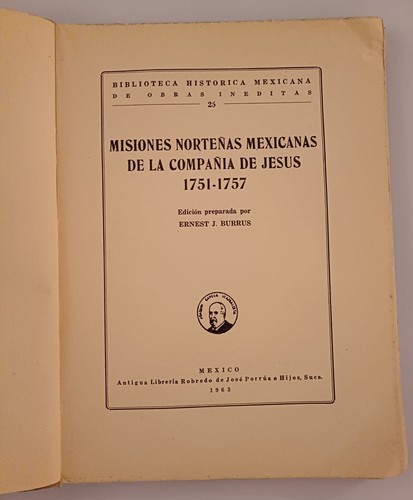 BIBLIOTECA HISTORICA MEXICANA
DE OBRAS INEDITAS
25
MISIONES NORTEÑAS MEXICANAS
DE LA COMPAÑIA DE JESUS
1751-1757
Edición preparada por
ERNEST J. BURRUS
MEXICO
Antigua Librería Robredo de José Porrúa e Hijos, Sucs.
1963